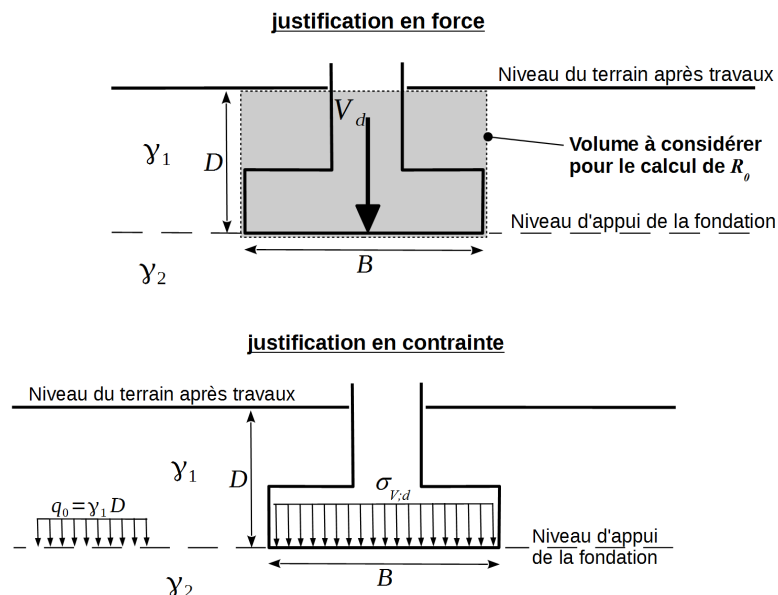 justification en force
Niveau du terrain après travaux
V d
γ1
D
Volume à considérer
pour le calcul de R0
Niveau d'appui de la fondation
B
γ2
justification en contrainte
Niveau du terrain après travaux
γ1
D
σV;d
q0=γ1D
Niveau d'appui
de la fondation
B
γ2